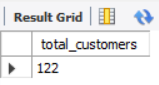 Result Grid
total_customers
122